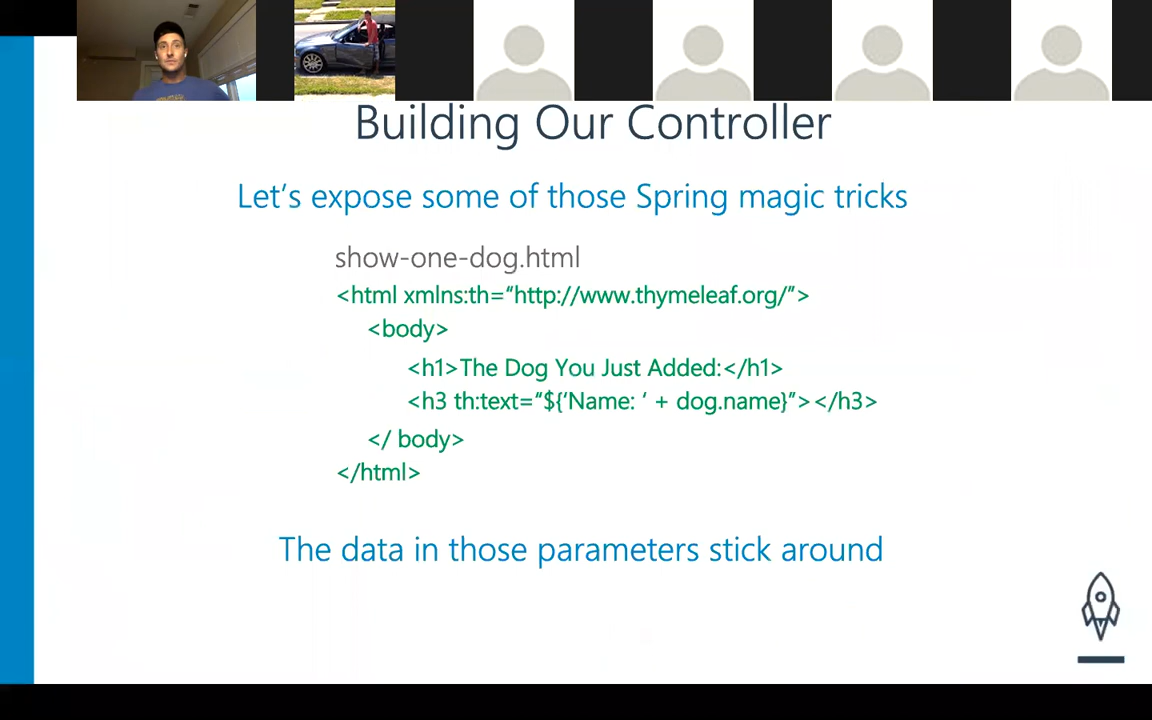 Building Our Controller
Let's expose some of those Spring magic tricks
show-one-dog.html
<html xmlns:th=“http://www.thymeleaf.org/”>
<body>
<h1>The Dog You Just Added:</h1>
<h3 th:text=“${‘Name: ‘ + dog.name}”></h3>
</ body>
</html>
The data in those parameters stick around